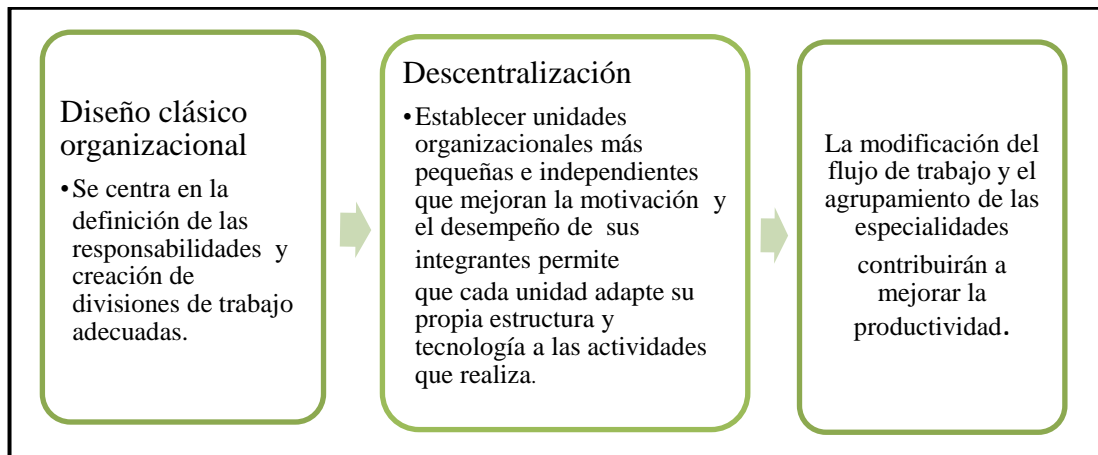 Diseño clásico
organizacional
•Se centra en la
definición de las
responsabilidades y
creación de
divisiones de trabajo
adecuadas.
Descentralización
•Establecer unidades
organizacionales más
pequeñas e independientes
que mejoran la motivación y
el desempeño de sus
integrantes permite
que cada unidad adapte su
propia estructura y
tecnología a las actividades
que realiza.
La modificación del
flujo de trabajo y el
agrupamiento de las
especialidades
contribuirán a
mejorar la
productividad.